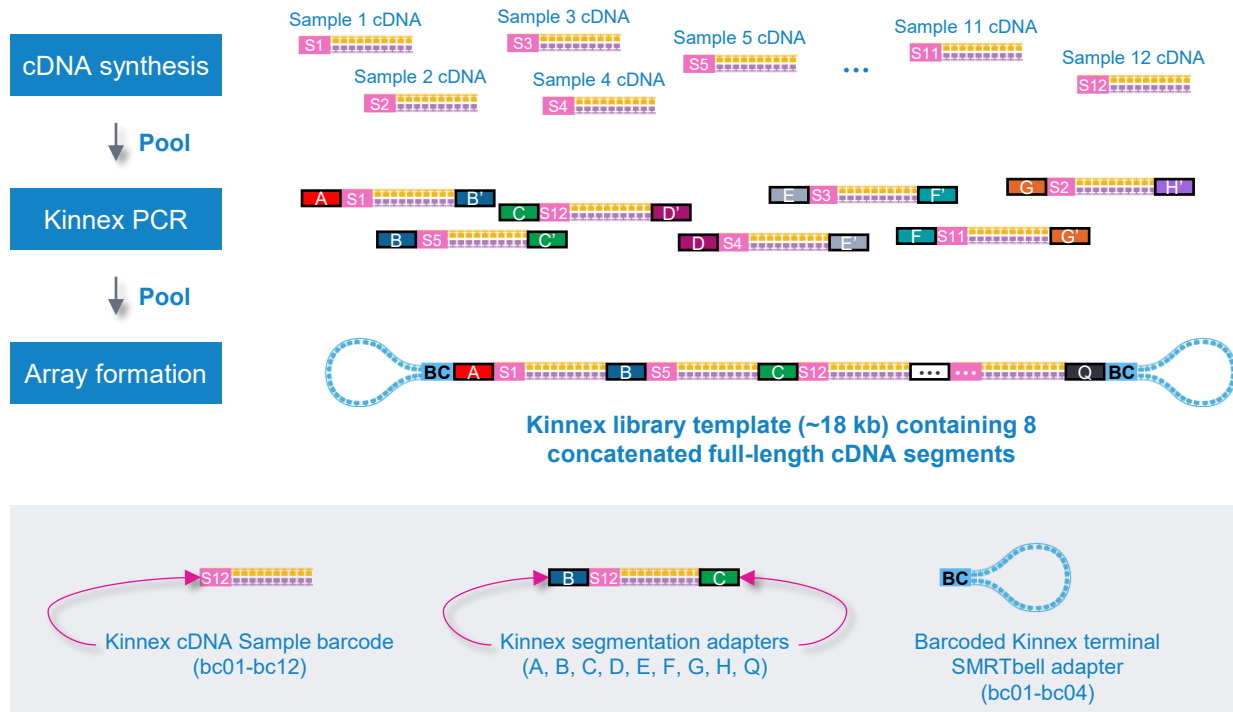 Sample 1 cDNA
Sample 3 cDNA
Sample 5 cDNA
Sample 11 cDNA
Sample 12 cDNA
S1
S3
S5
...
S11
S12
cDNA synthesis
Sample 2 cDNA
Sample 4 cDNA
S2
S4
Pool
Kinnex PCR
A S1 B'
C S12 D'
E S3 F'
G S2 H'
B S5 C'
D S4 E'
F S11 G'
Pool
Array formation
BC A S1 B S5 C S12 ... ... Q BC
Kinnex library template (~18 kb) containing 8
concatenated full-length cDNA segments
S12
B S12 C
BC
Kinnex cDNA Sample barcode
(bc01-bc12)
Kinnex segmentation adapters
(A, B, C, D, E, F, G, H, Q)
Barcoded Kinnex terminal
SMRTbell adapter
(bc01-bc04)